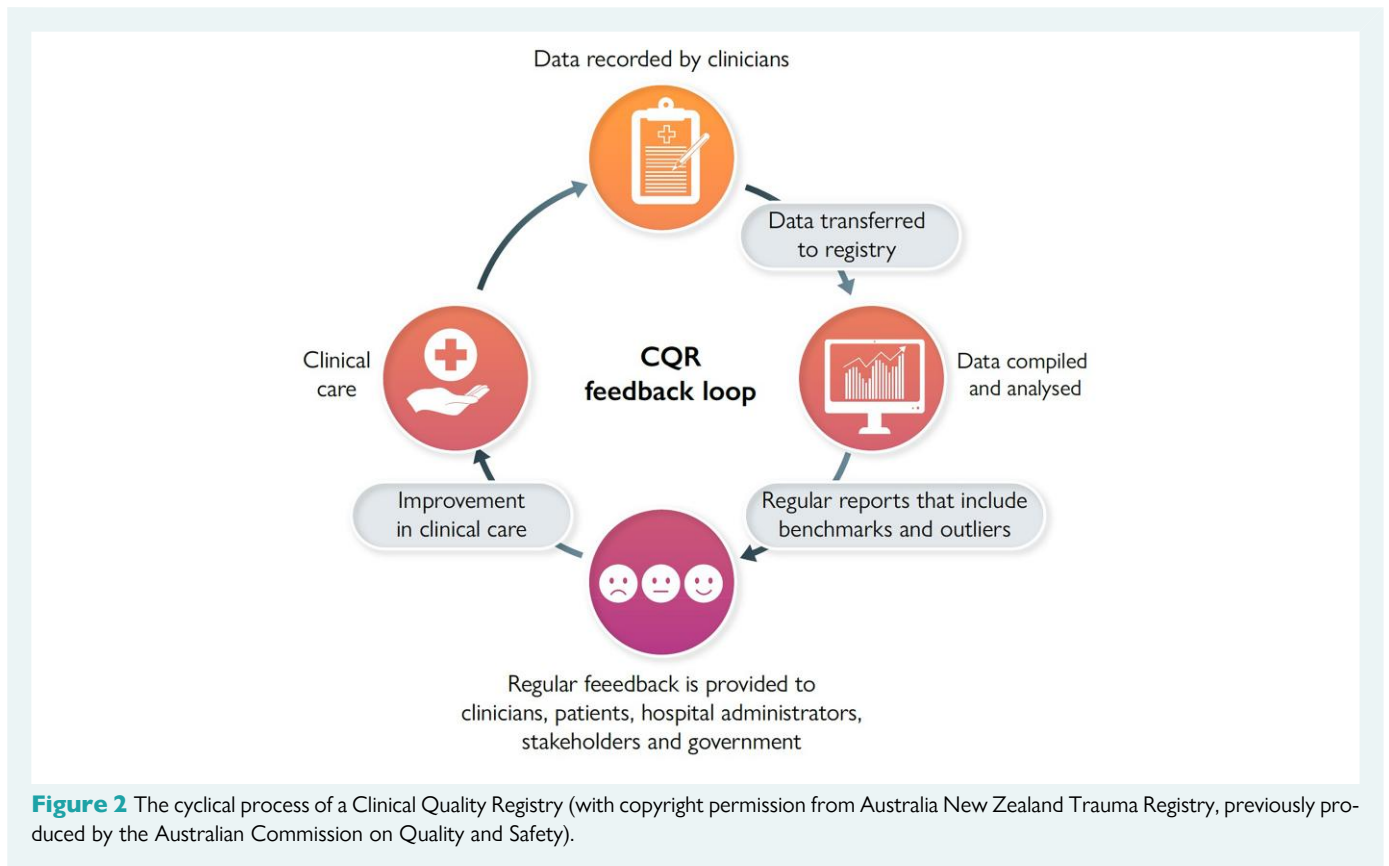 Data recorded by clinicians
Data transferred
to registry
Clinical
care
CQR
feedback loop
Data compiled
and analysed
Improvement
in clinical care
Regular reports that include
benchmarks and outliers
Regular feeedback is provided to
clinicians, patients, hospital administrators,
stakeholders and government
Figure 2 The cyclical process of a Clinical Quality Registry (with copyright permission from Australia New Zealand Trauma Registry, previously pro-
duced by the Australian Commission on Quality and Safety).